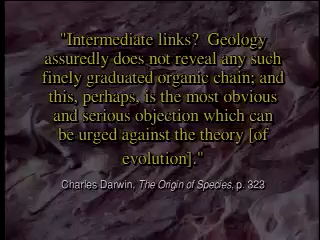 "Intermediate links?  Geology
assuredly does not reveal any such
finely graduated organic chain; and
this, perhaps, is the most obvious
and serious objection which can
be urged against the theory [of
evolution]."
Charles Darwin, The Origin of Species, p. 323